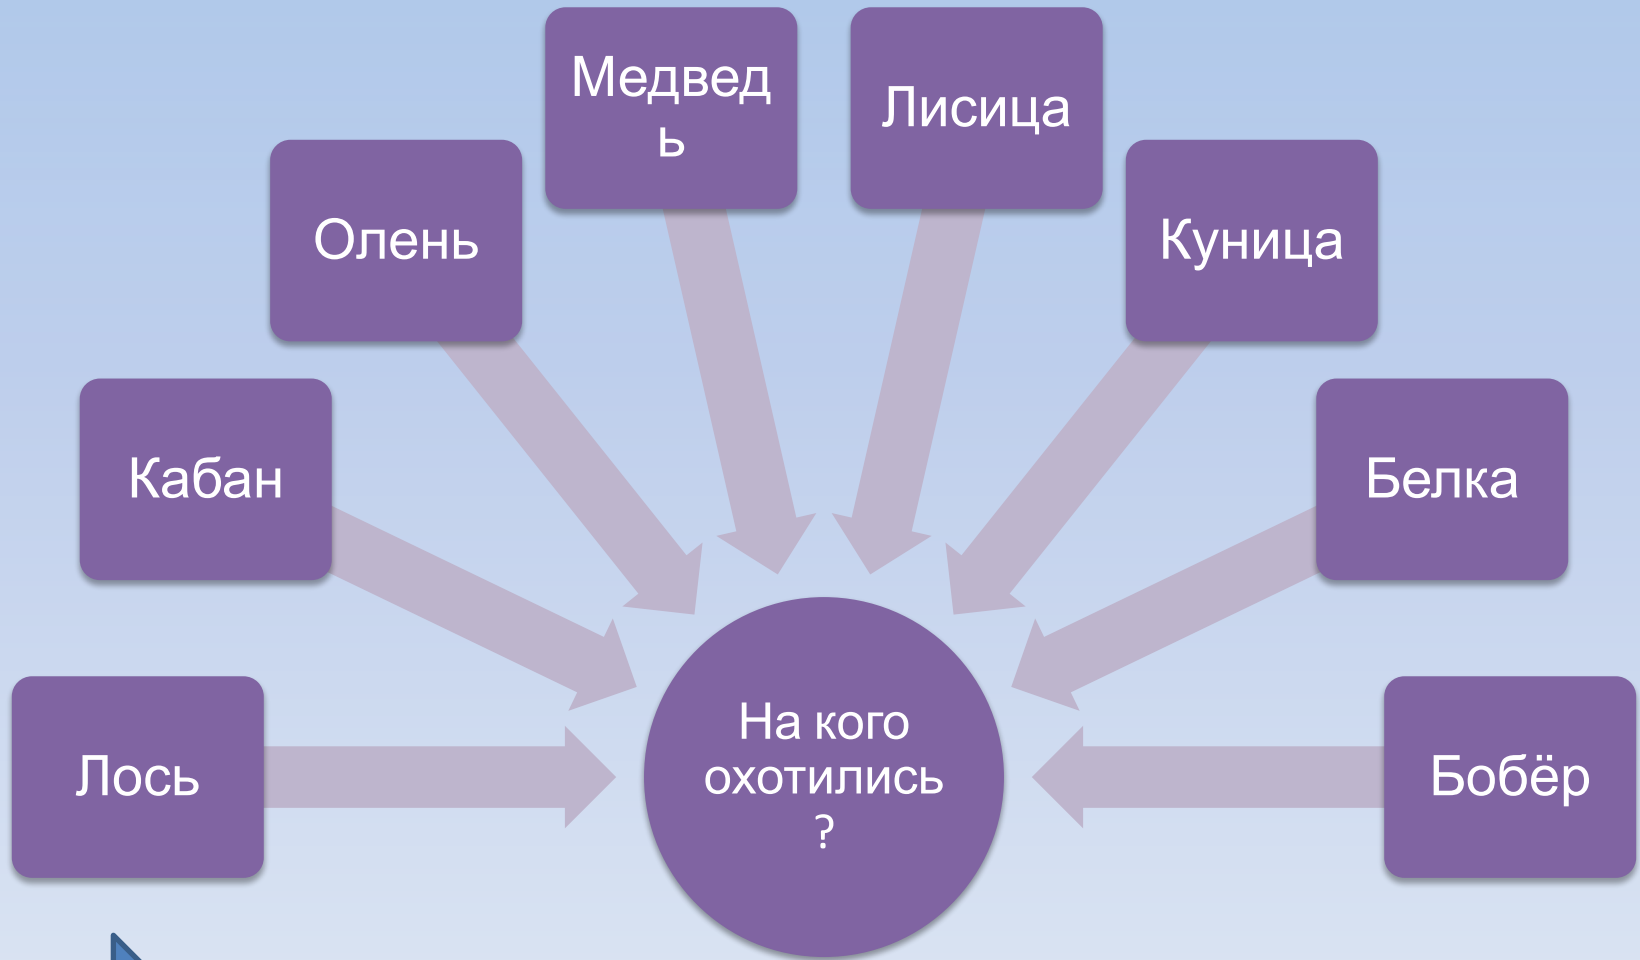 Медвед
ь
Лисица
Олень
Куница
Кабан
Белка
Лось
На кого
охотились
?
Бобёр